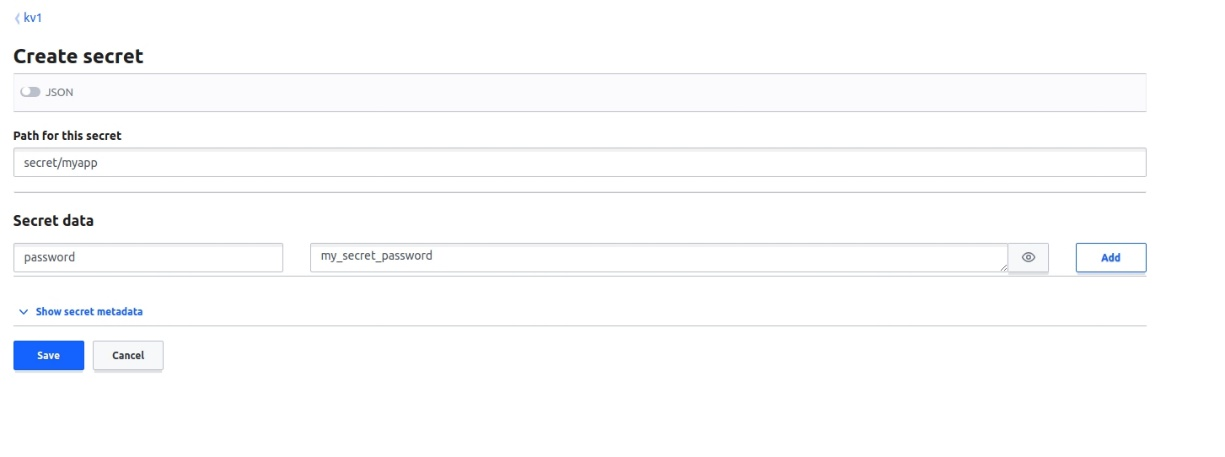 kv1
Create secret
JSON
Path for this secret
secret/myapp
Secret data
password my_secret_password Add
Show secret metadata
Save Cancel